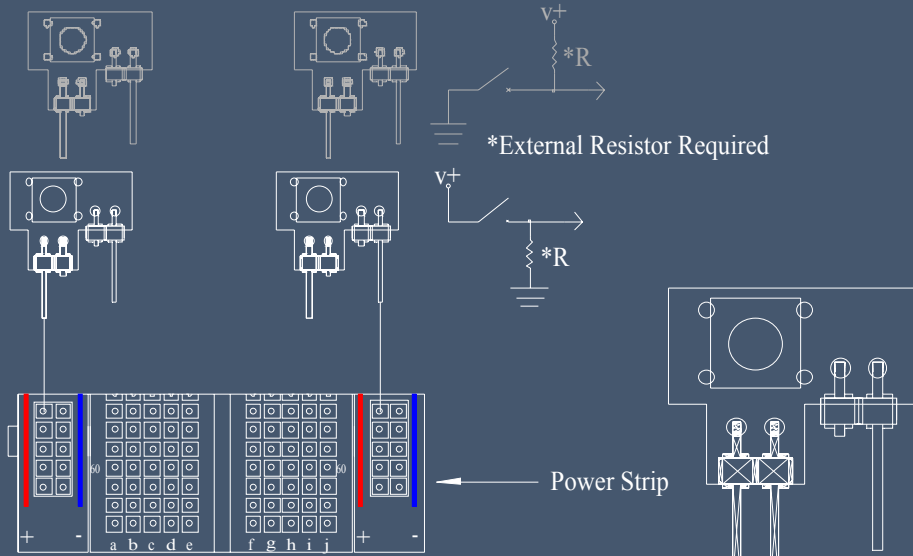 v+
*R
*External Resistor Required
v+
*R
60
60
Power Strip
+ -
+ -
a b c d e
f g h i j